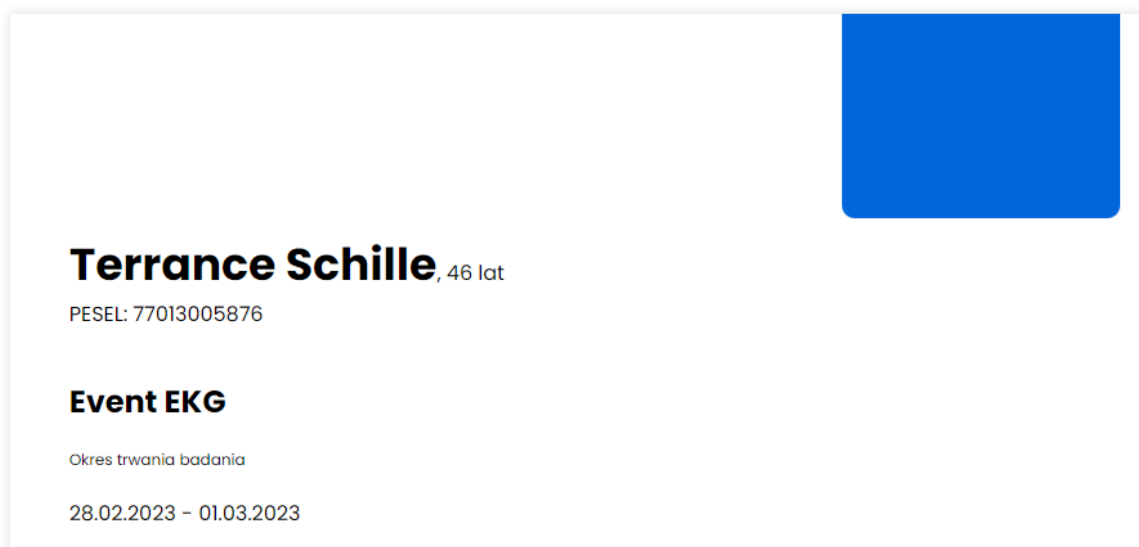 Terrance Schille, 46 lat
PESEL: 77013005876
Event EKG
Okres trwania badania
28.02.2023 - 01.03.2023